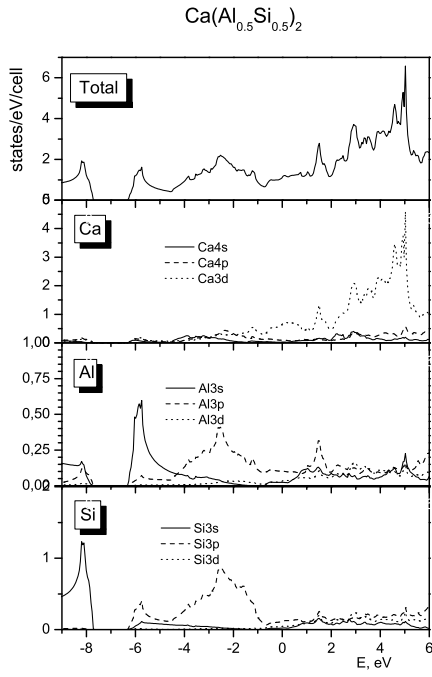 Ca(Al0.5Si0.5)2
states/eV/cell
Total
6
4
2
Ca
Ca4s
Ca4p
Ca3d
4
3
2
1
1,00
Al
Al3s
Al3p
Al3d
0,75
0,50
0,25
0,00
Si
Si3s
Si3p
Si3d
2
1
0
-8 -6 -4 -2 0 2 4 6
E, eV